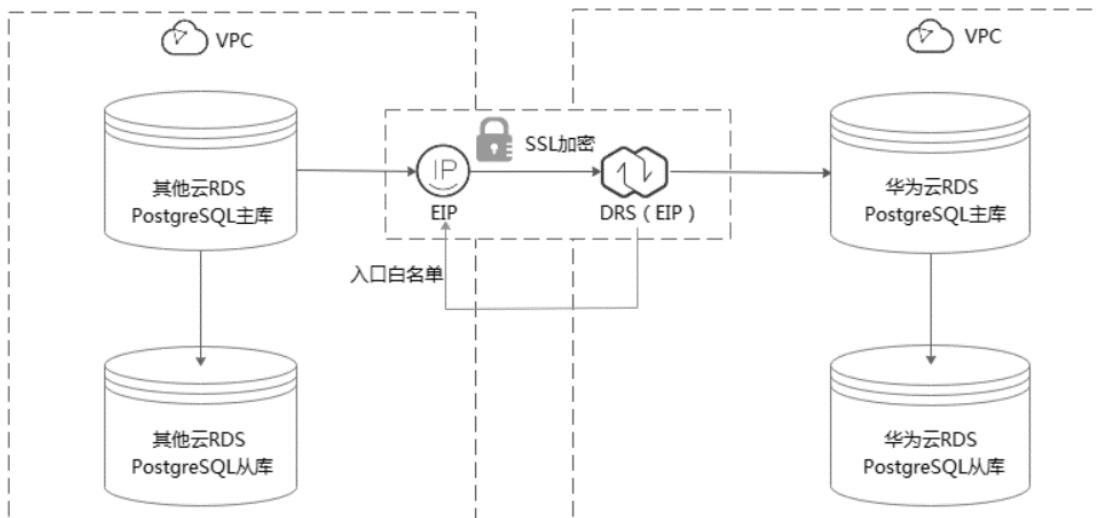 VPC
VPC
SSL加密
其他云RDS
PostgreSQL主库
IP
EIP
DRS（EIP）
华为云RDS
PostgreSQL主库
入口白名单
其他云RDS
PostgreSQL从库
华为云RDS
PostgreSQL从库